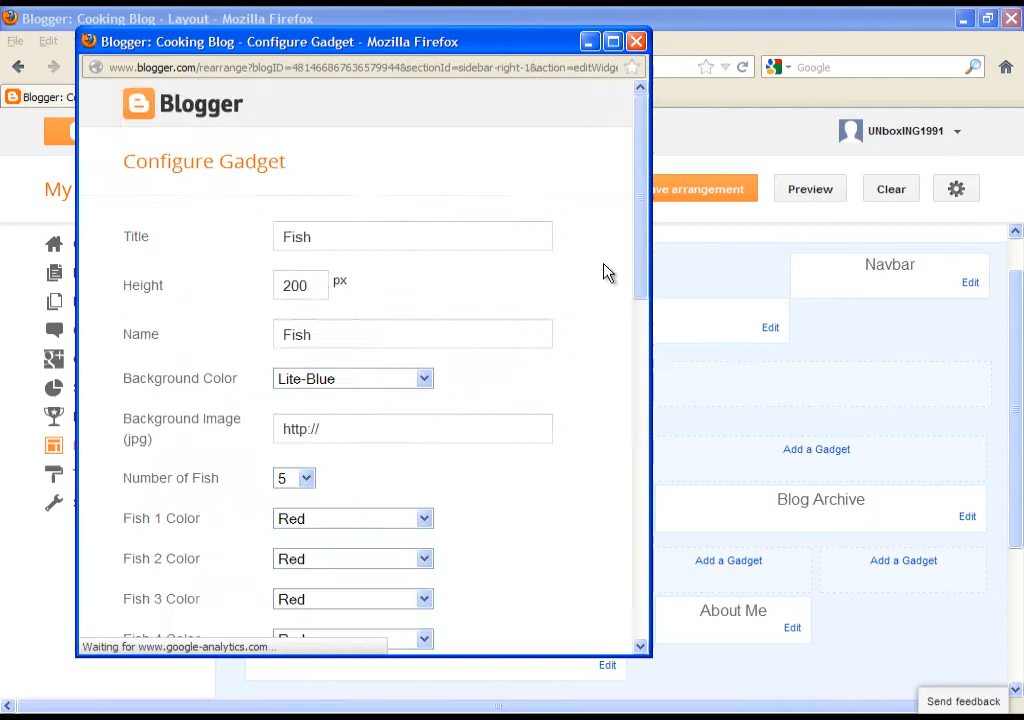 Blogger: Cooking Blog - Layout - Mozilla Firefox
File Edit
Blogger: Cooking Blog - Configure Gadget - Mozilla Firefox
www.blogger.com/rearrange?blogID=481466867636579944&sectionId=sidebar-right-1&action=editWidge
Google
Blogger: C
Blogger
UNboxING1991
Configure Gadget
My
ve arrangement
Preview
Clear
Title
Fish
Navbar
Edit
Height
200
px
Name
Fish
Edit
Background Color
Lite-Blue
Background Image
(jpg)
http://
Add a Gadget
Number of Fish
5
Blog Archive
Edit
Fish 1 Color
Red
Fish 2 Color
Red
Add a Gadget
Add a Gadget
Fish 3 Color
Red
About Me
Edit
Waiting for www.google-analytics.com...
Edit
Send feedback